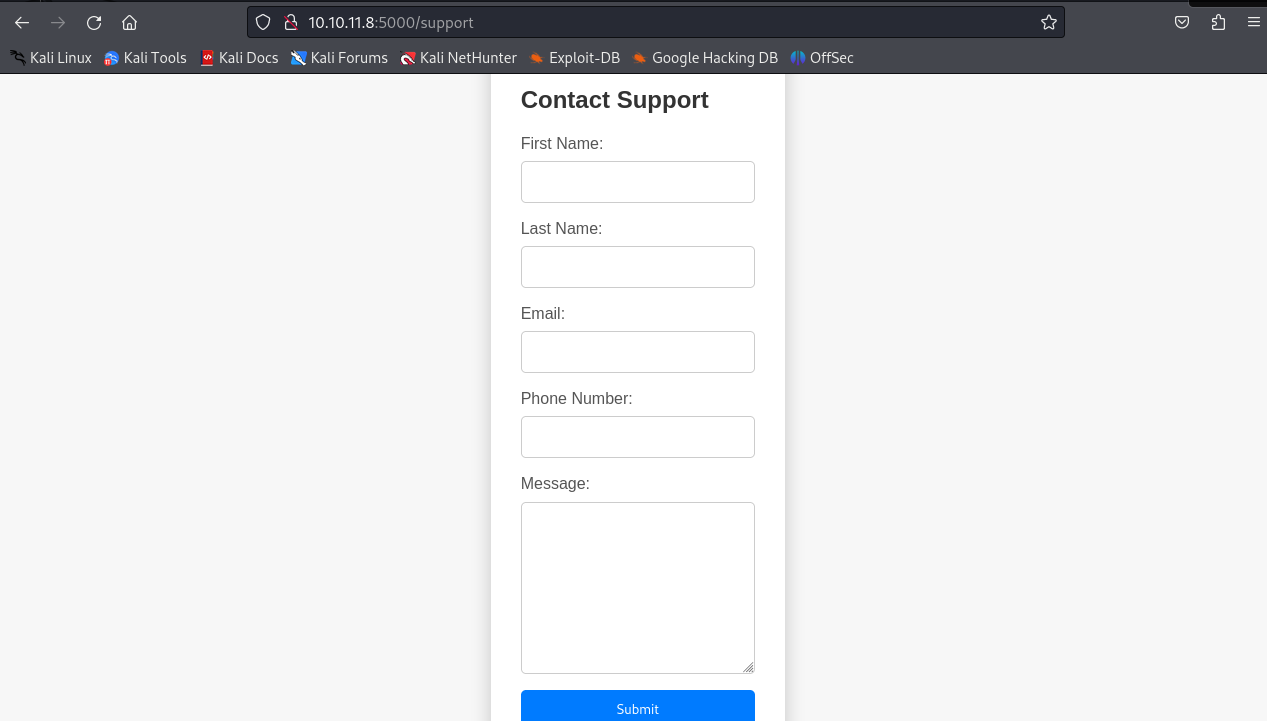 10.10.11.8:5000/support
Kali Linux Kali Tools Kali Docs Kali Forums Kali NetHunter Exploit-DB Google Hacking DB OffSec
Contact Support
First Name:
Last Name:
Email:
Phone Number:
Message:
Submit